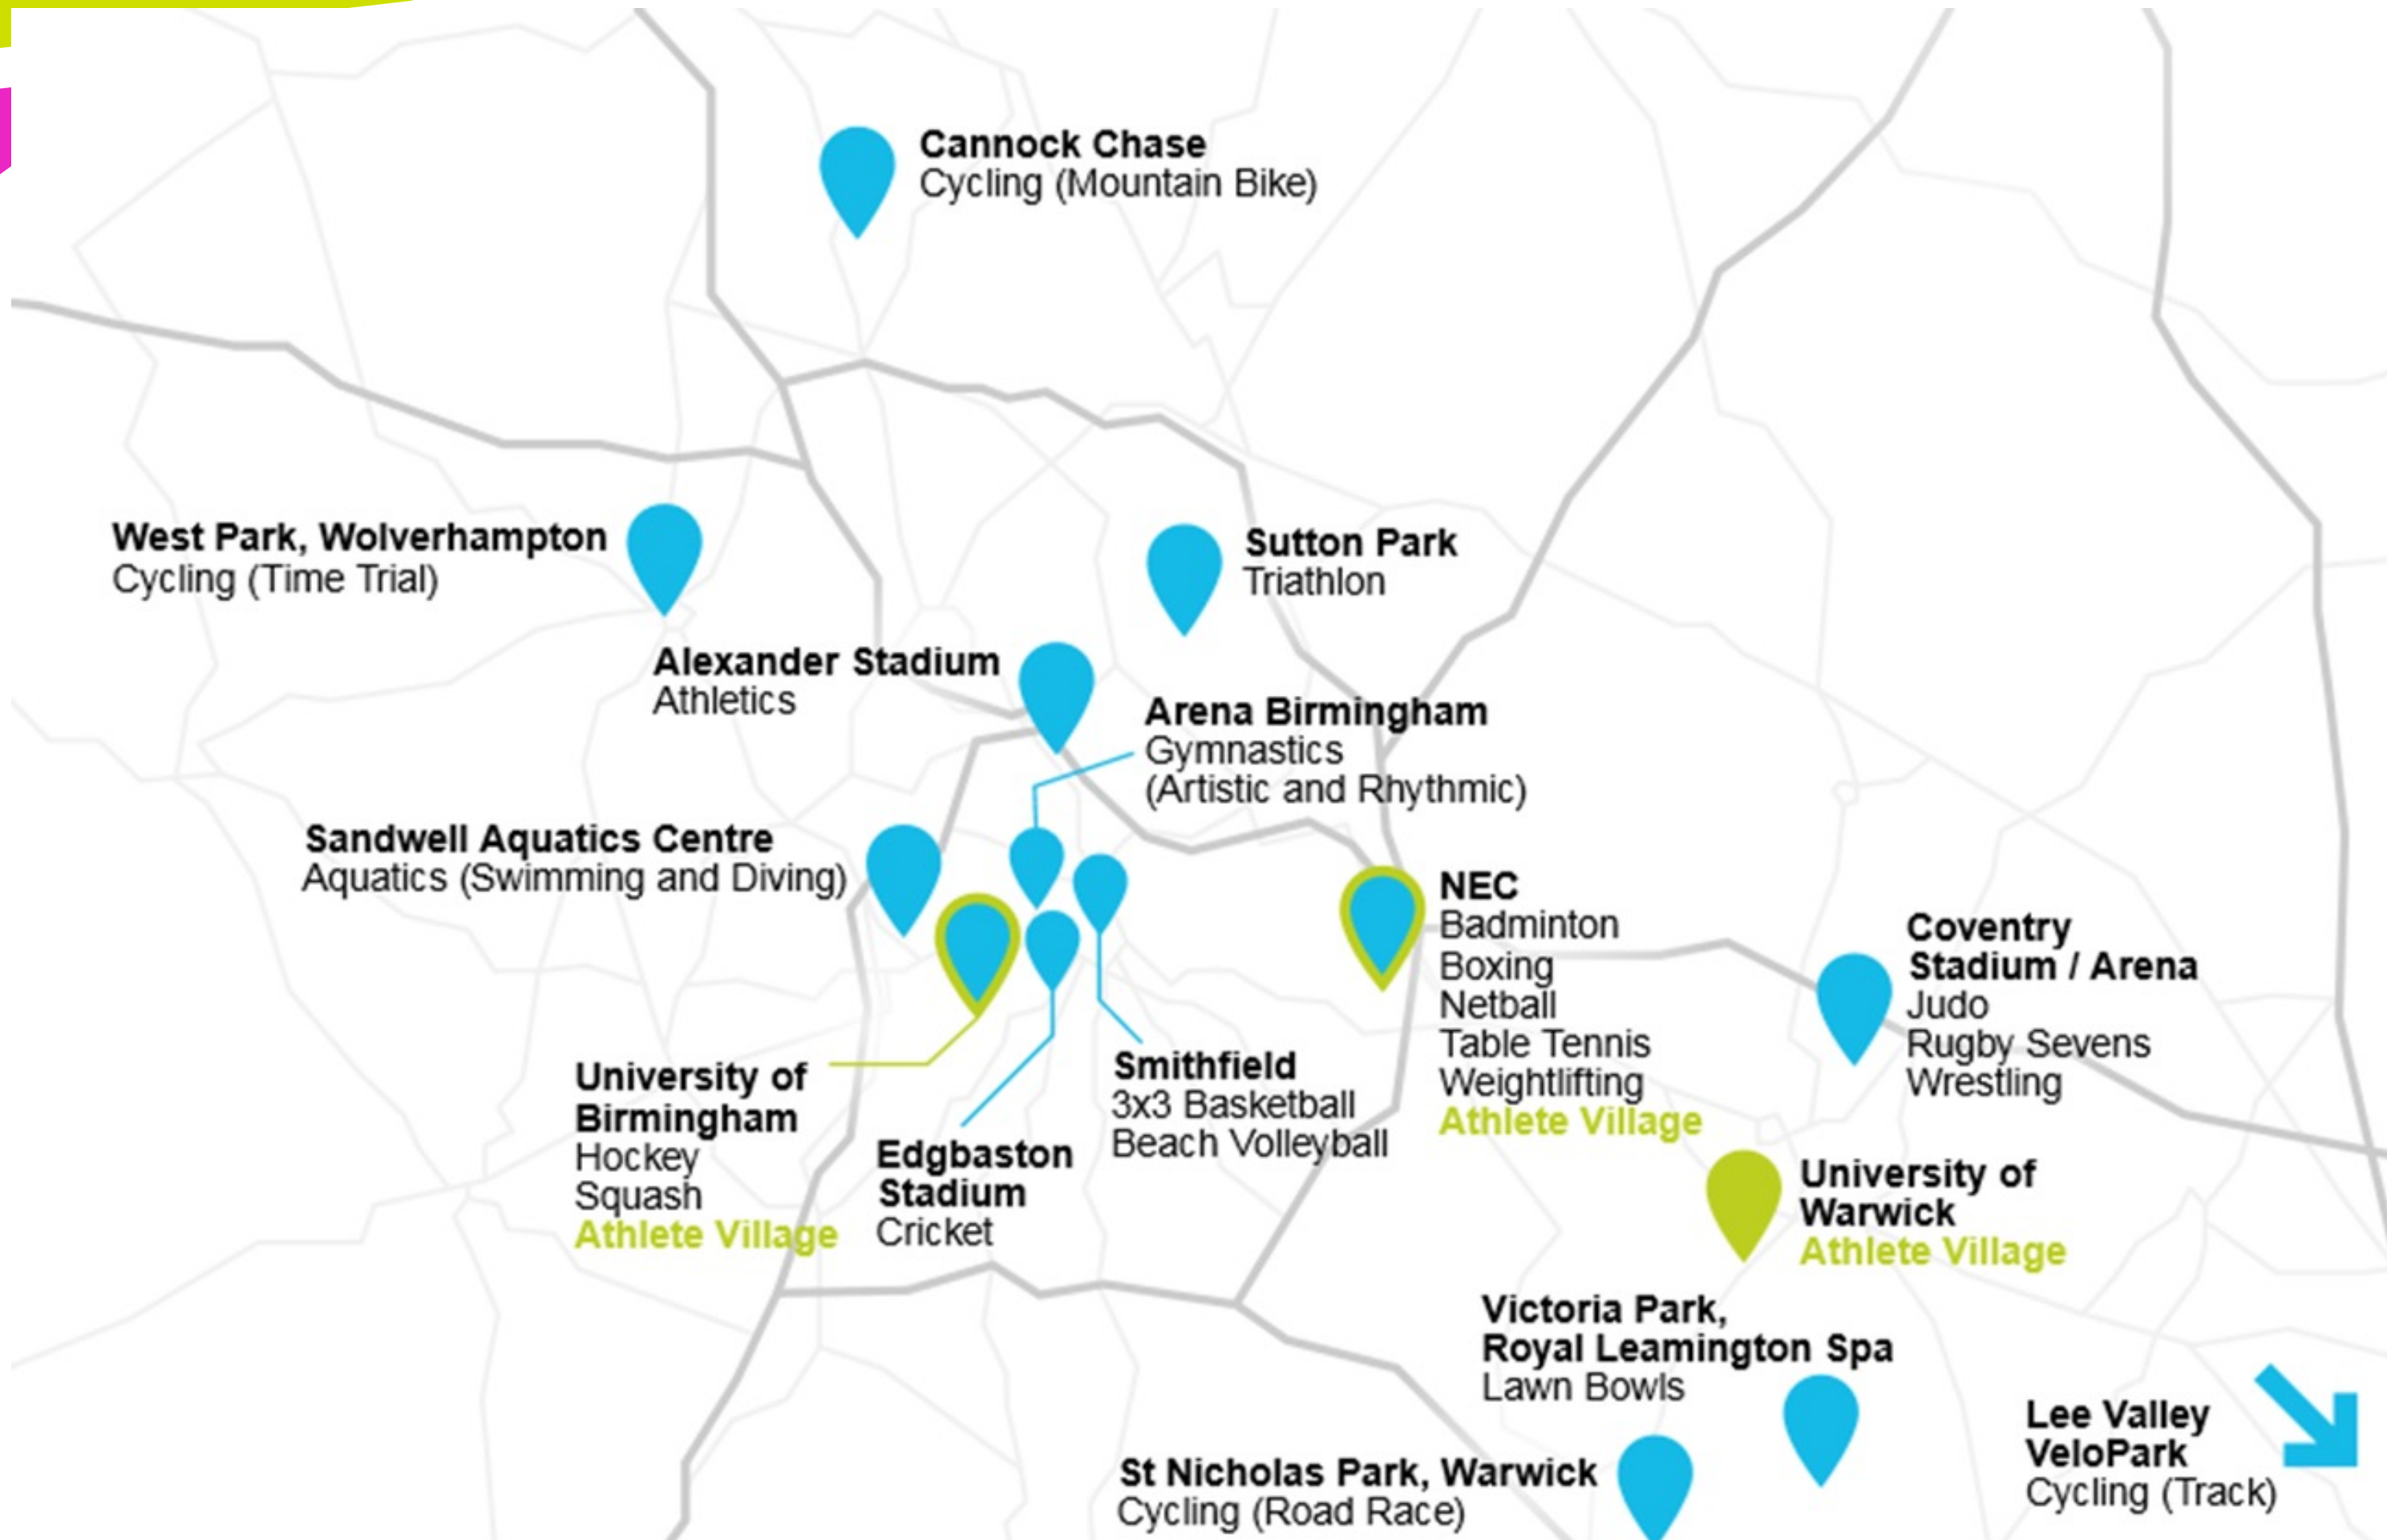 Cannock Chase
Cycling (Mountain Bike)
West Park, Wolverhampton
Cycling (Time Trial)
Sutton Park
Triathlon
Alexander Stadium
Athletics
Arena Birmingham
Gymnastics
(Artistic and Rhythmic)
Sandwell Aquatics Centre
Aquatics (Swimming and Diving)
NEC
Badminton
Boxing
Netball
Table Tennis
Weightlifting
Athlete Village
Coventry
Stadium / Arena
Judo
Rugby Sevens
Wrestling
University of
Birmingham
Hockey
Squash
Athlete Village
Edgbaston
Stadium
Cricket
Smithfield
3x3 Basketball
Beach Volleyball
University of
Warwick
Athlete Village
Victoria Park,
Royal Leamington Spa
Lawn Bowls
St Nicholas Park, Warwick
Cycling (Road Race)
Lee Valley
VeloPark
Cycling (Track)